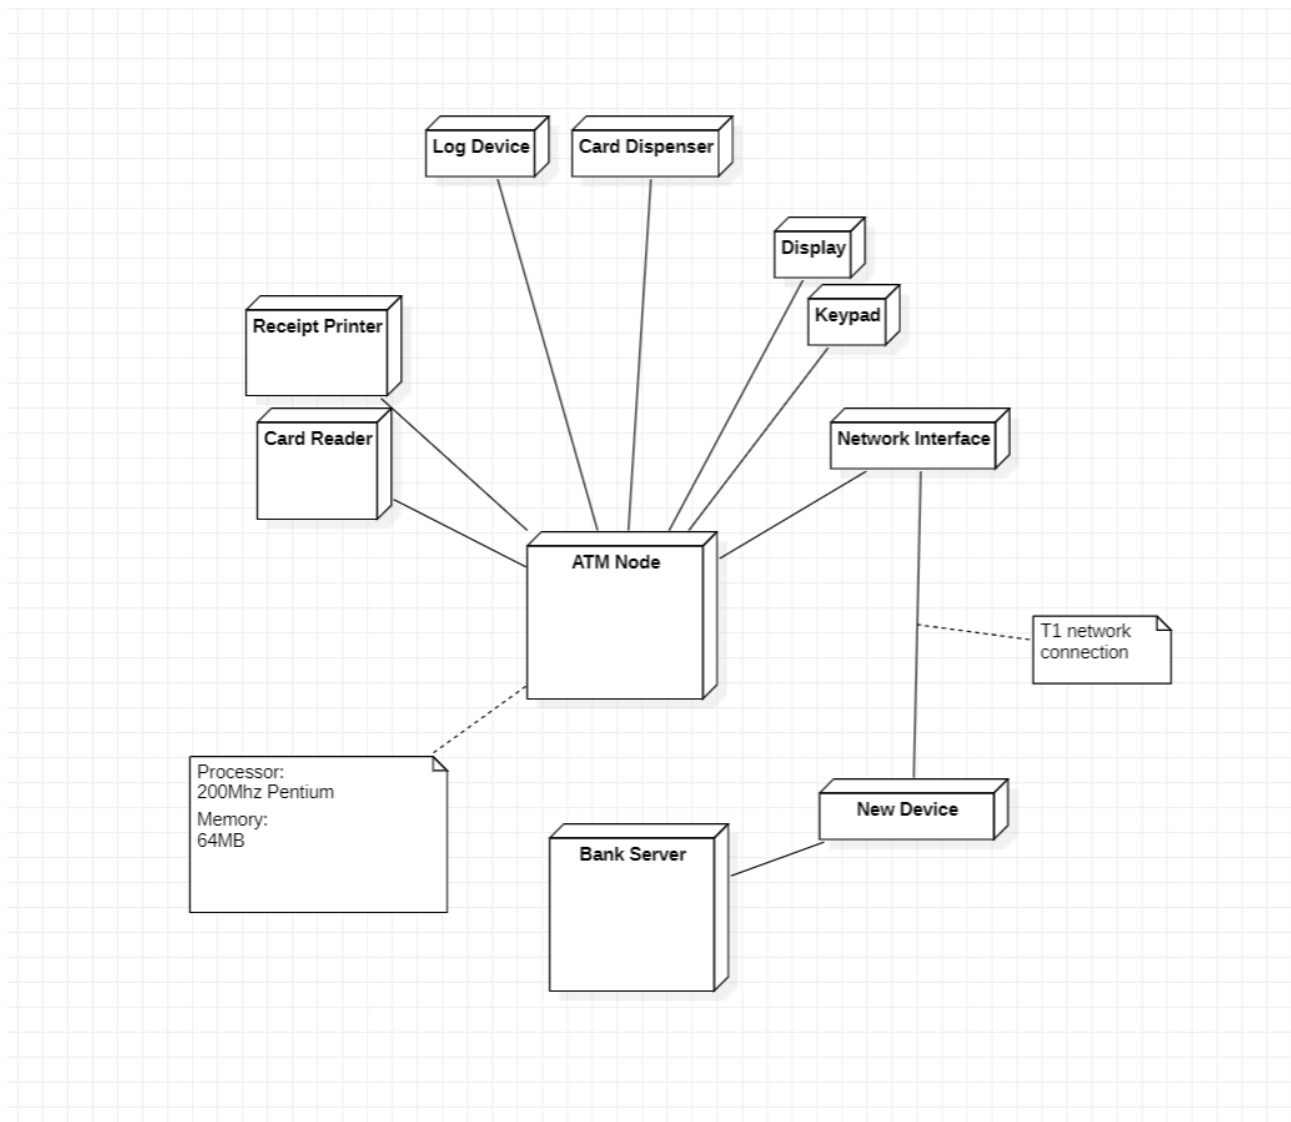 Log Device
Card Dispenser
Display
Keypad
Receipt Printer
Card Reader
Network Interface
ATM Node
T1 network
connection
Processor:
200Mhz Pentium
Memory:
64MB
New Device
Bank Server